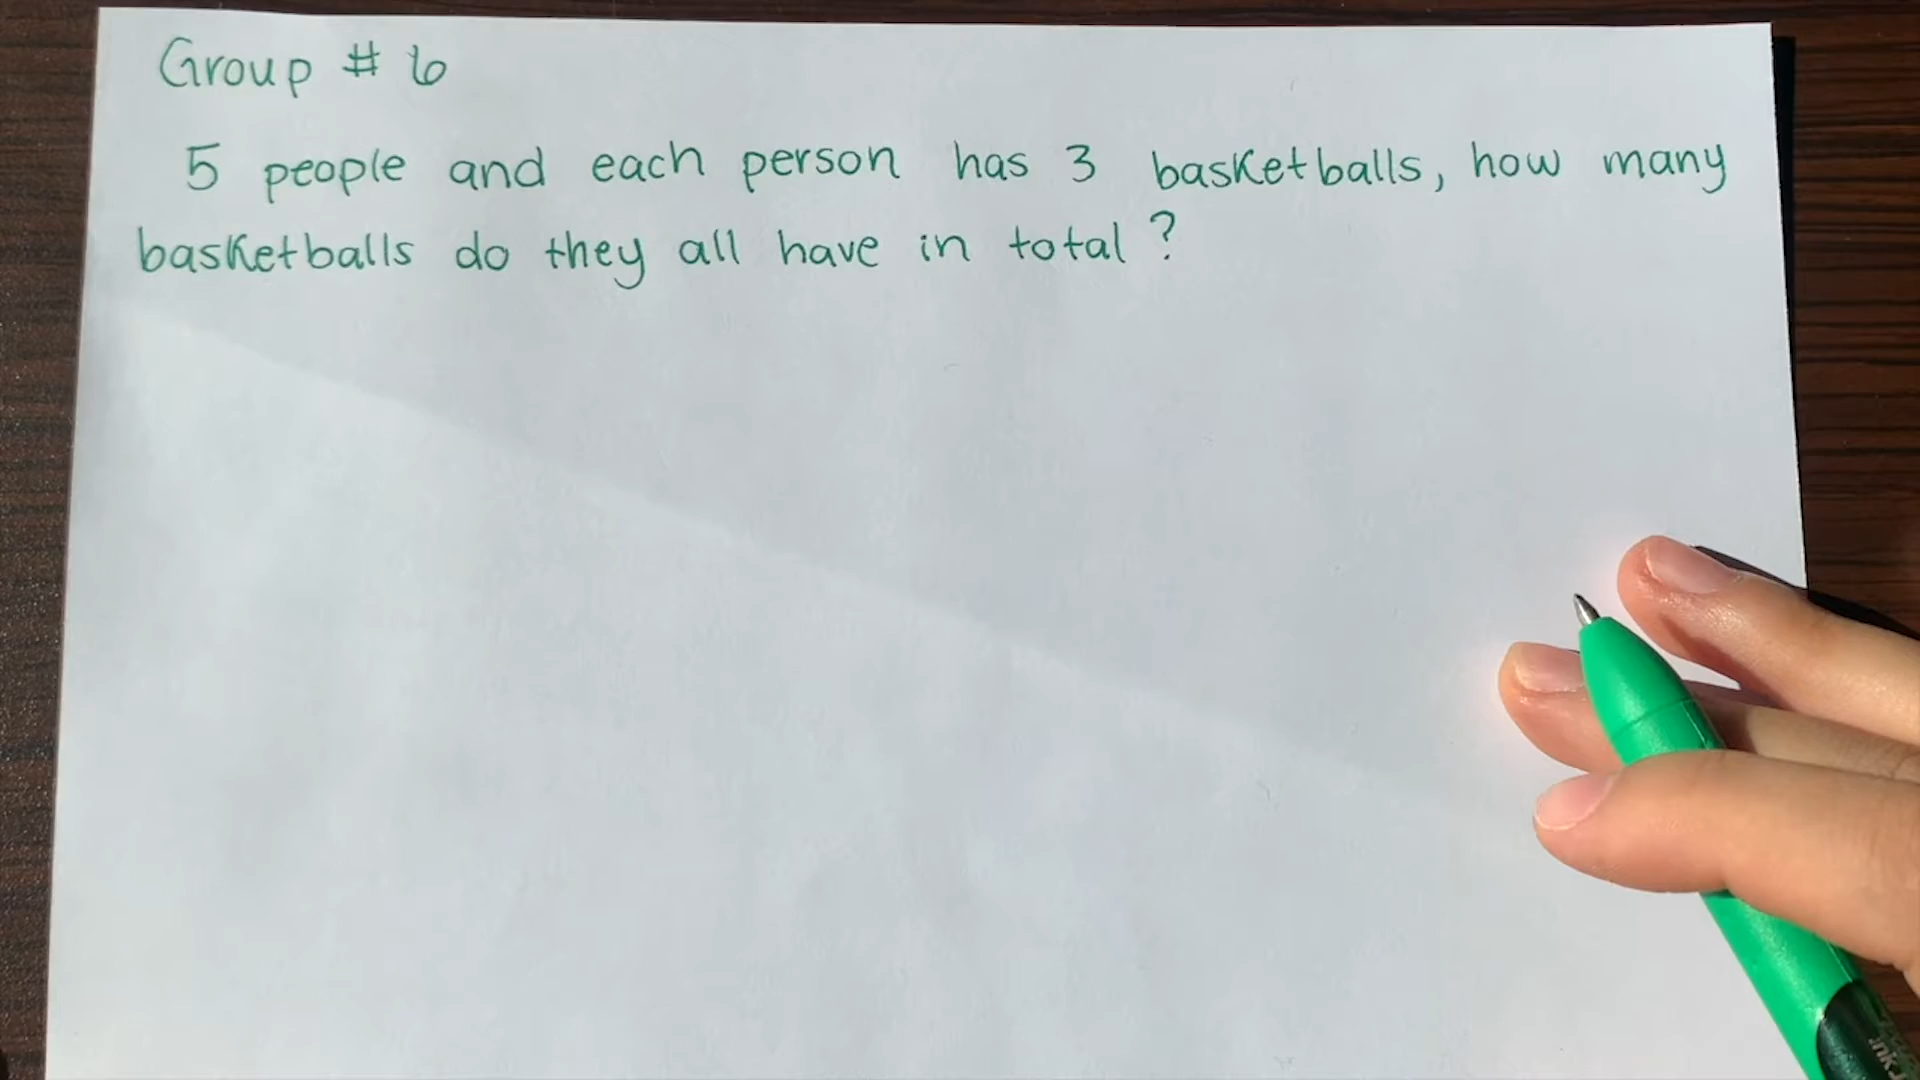 Group # 6
5 people and each person has 3 basketballs, how many
basketballs do they all have in total?